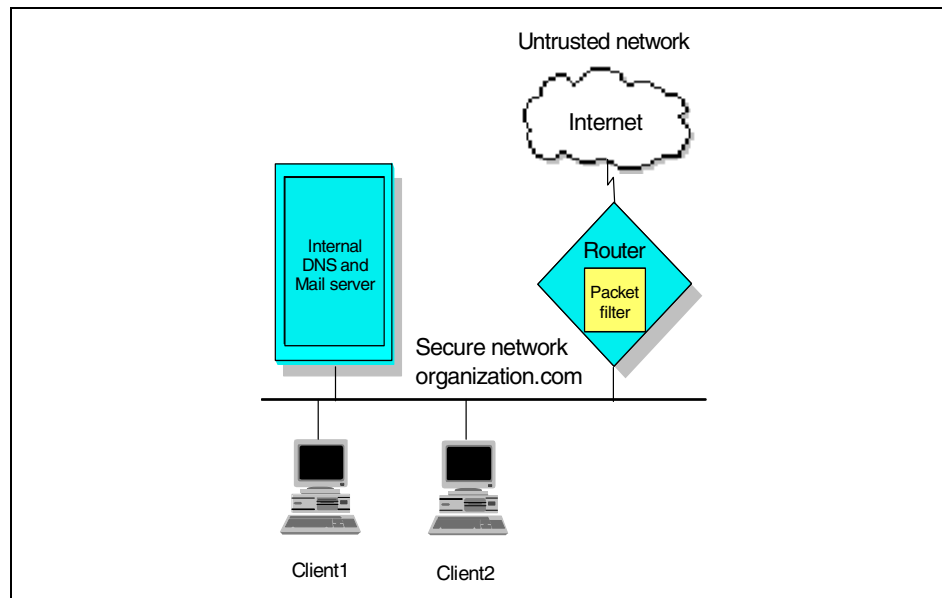 Untrusted network
Internet
Internal
DNS and
Mail server
Router
Packet
filter
Secure network
organization.com
Client1
Client2